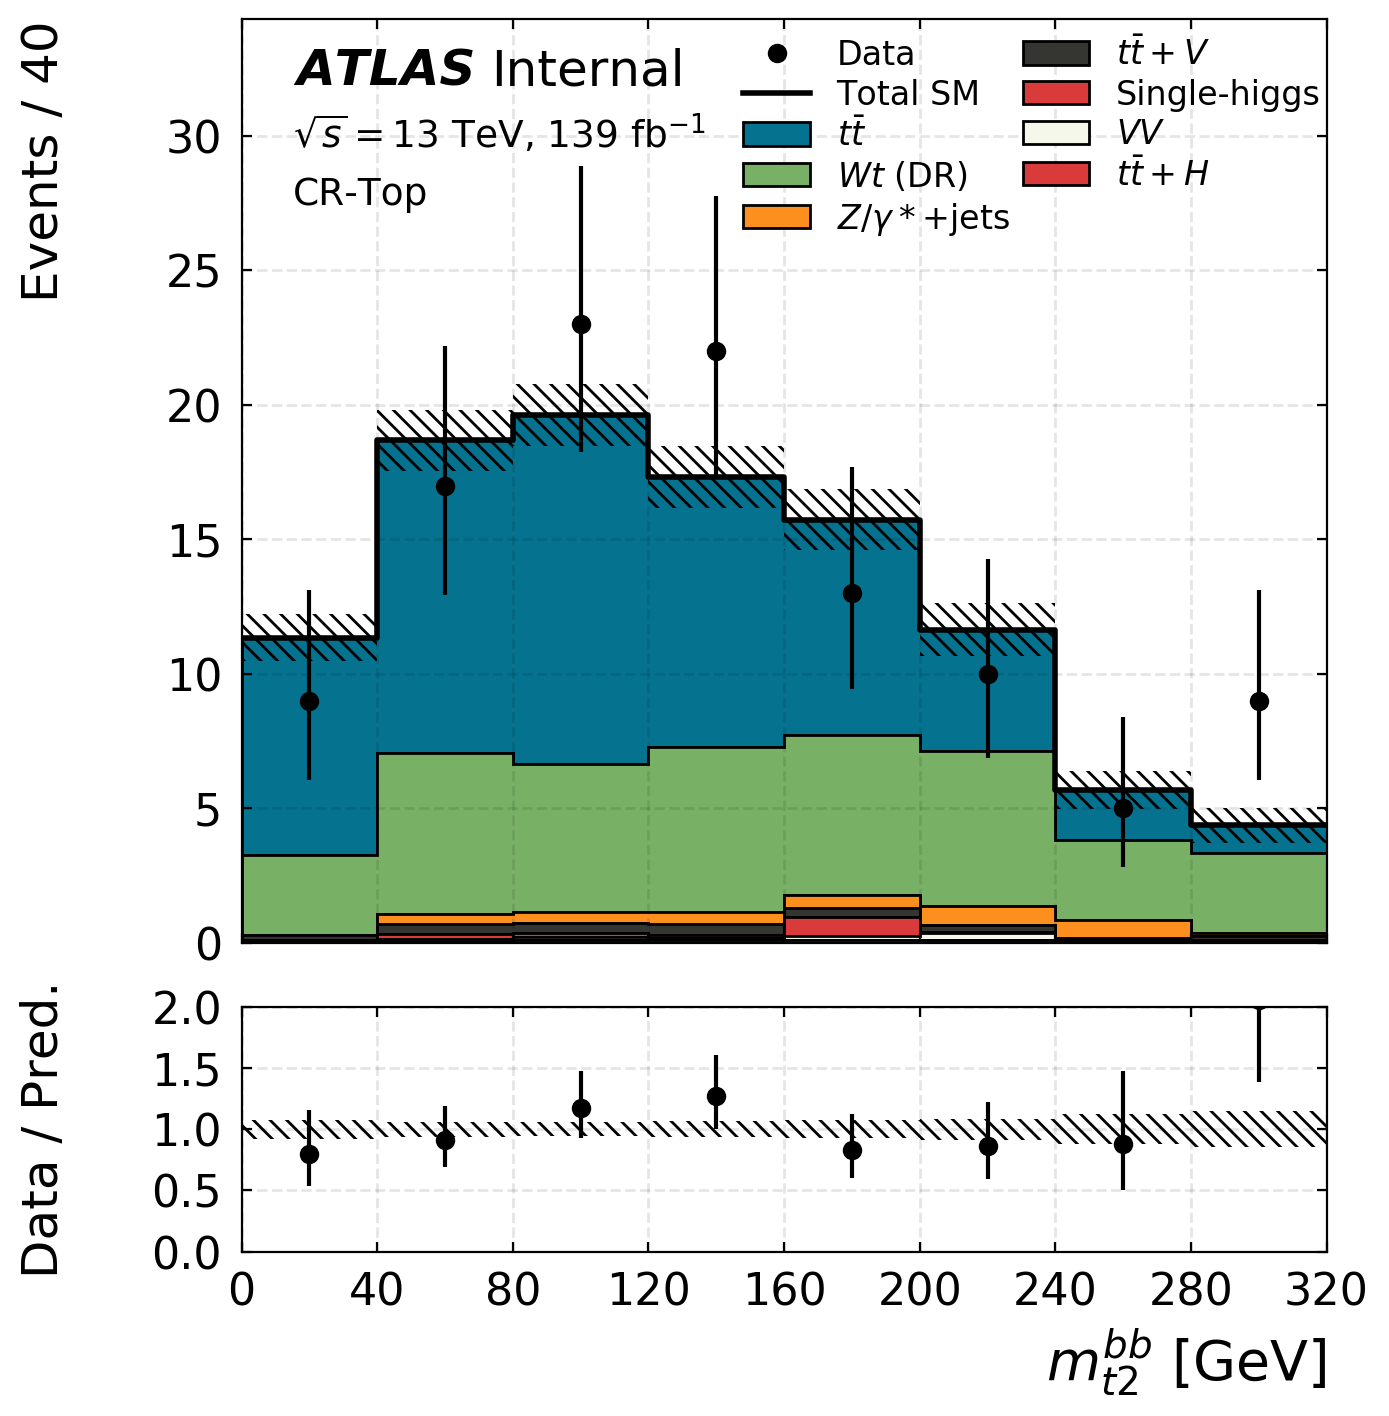 Events / 40
ATLAS Internal
√s = 13 TeV, 139 fb⁻¹
CR-Top
Data
Total SM
tt̄
Wt (DR)
Z/γ*+jets
tt̄ + V
Single-higgs
VV
tt̄ + H
30
25
20
15
10
5
0
Data / Pred.
2.0
1.5
1.0
0.5
0.0
0 40 80 120 160 200 240 280 320
m_{t2}^{bb} [GeV]